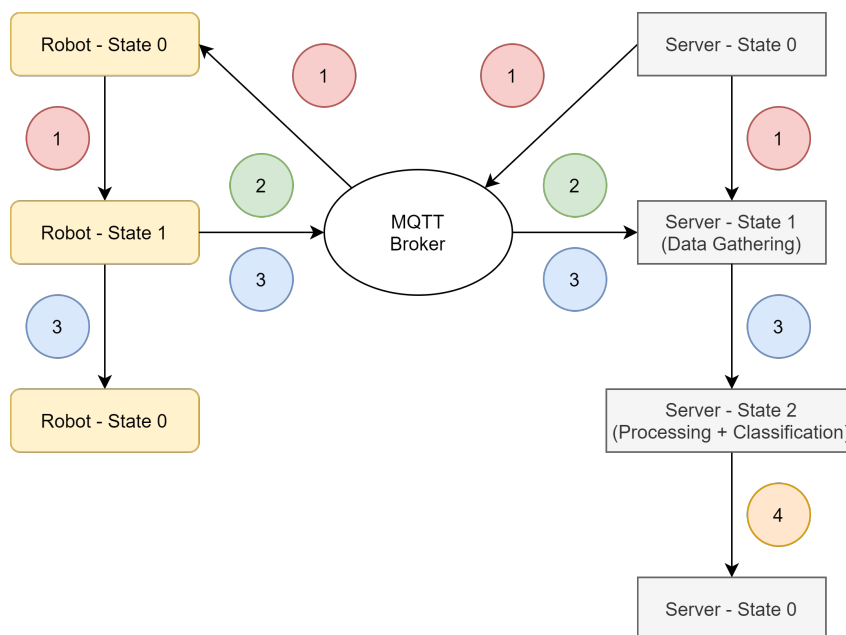 Robot - State 0
Server - State 0
1
1
1
1
Robot - State 1
2
MQTT
Broker
2
Server - State 1
(Data Gathering)
3
3
3
3
Robot - State 0
Server - State 2
(Processing + Classification)
4
Server - State 0